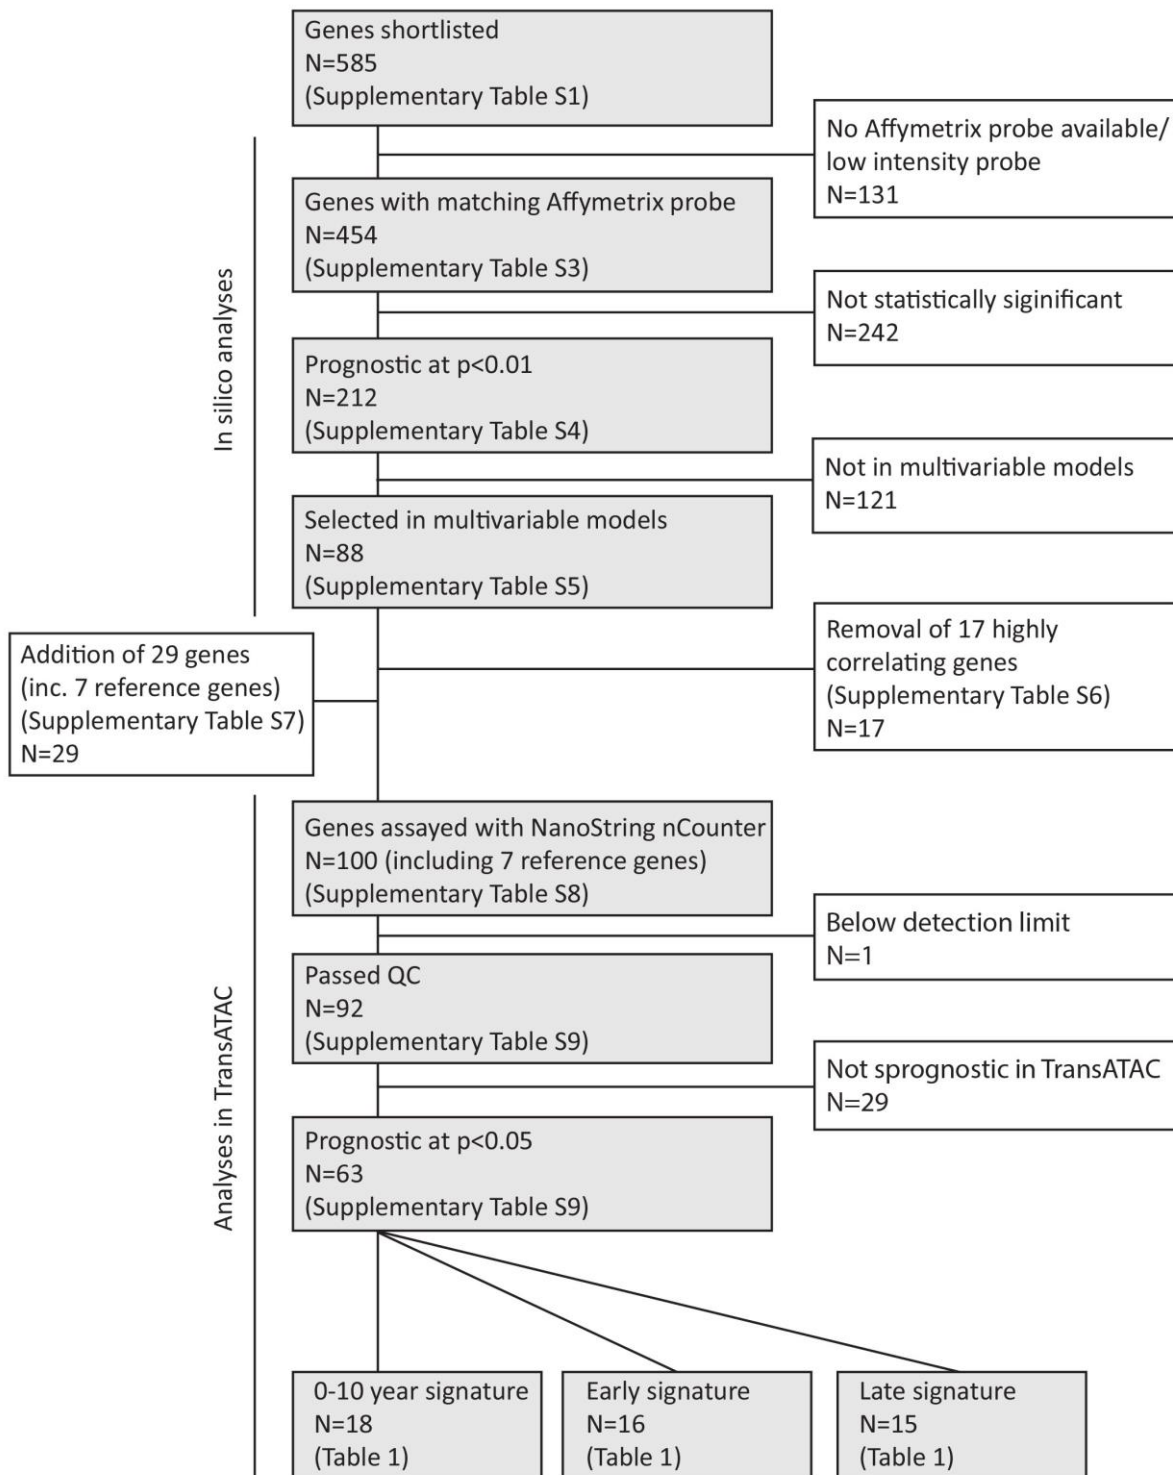 Genes shortlisted
N=585
(Supplementary Table S1)
No Affymetrix probe available/
low intensity probe
N=131
Genes with matching Affymetrix probe
N=454
(Supplementary Table S3)
Not statistically siginificant
N=242
In silico analyses
Prognostic at p<0.01
N=212
(Supplementary Table S4)
Not in multivariable models
N=121
Selected in multivariable models
N=88
(Supplementary Table S5)
Removal of 17 highly
correlating genes
(Supplementary Table S6)
N=17
Addition of 29 genes
(inc. 7 reference genes)
(Supplementary Table S7)
N=29
Genes assayed with NanoString nCounter
N=100 (including 7 reference genes)
(Supplementary Table S8)
Below detection limit
N=1
Analyses in TransATAC
Passed QC
N=92
(Supplementary Table S9)
Not sprognostic in TransATAC
N=29
Prognostic at p<0.05
N=63
(Supplementary Table S9)
0-10 year signature
N=18
(Table 1)
Early signature
N=16
(Table 1)
Late signature
N=15
(Table 1)